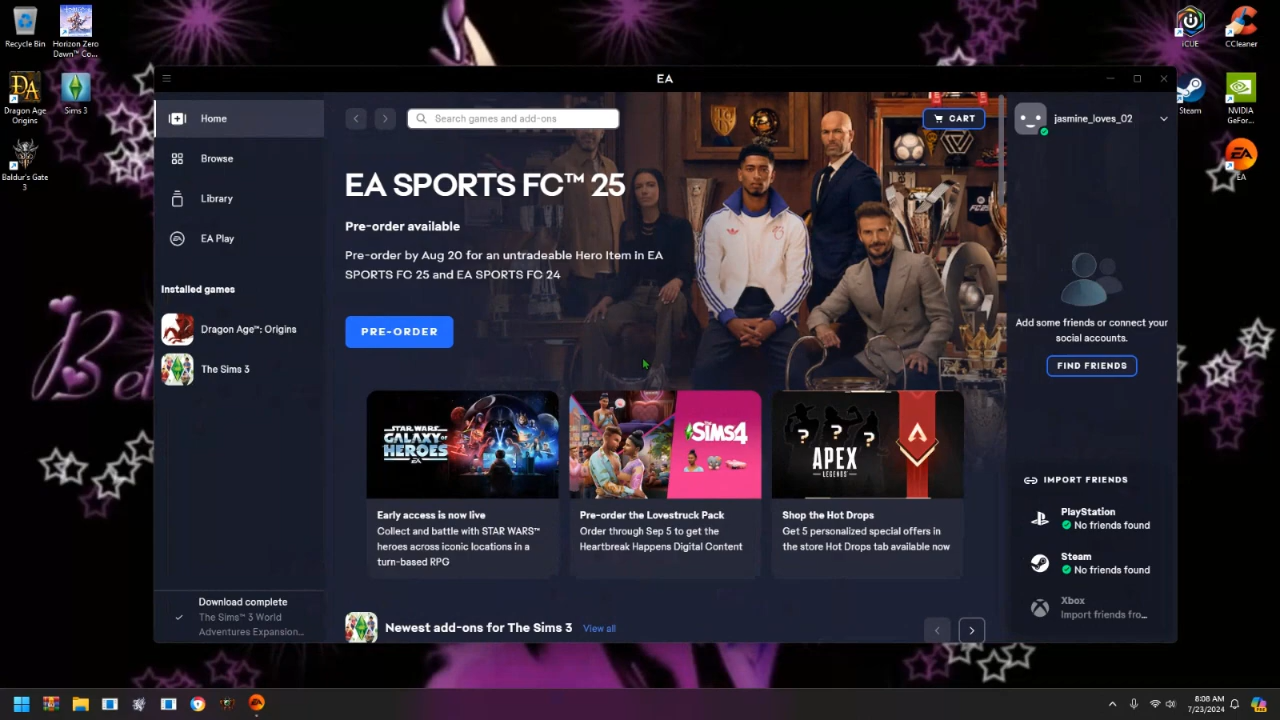 Recycle Bin
Horizon Zero
Dawn™ Co...
Dragon Age
Origins
Sims 3
Baldur's Gate
3
iCUE
CCleaner
Steam
NVIDIA
GeFor...
EA
EA
Home
Browse
Library
EA Play
Installed games
Dragon Age™: Origins
The Sims 3
Download complete
The Sims™ 3 World
Adventures Expansion...
Search games and add-ons
CART
EA SPORTS FC™ 25
Pre-order available
Pre-order by Aug 20 for an untradeable Hero Item in EA
SPORTS FC 25 and EA SPORTS FC 24
PRE-ORDER
STAR WARS
GALAXY OF
HEROES
EA
Early access is now live
Collect and battle with STAR WARS™
heroes across iconic locations in a
turn-based RPG
THE SIMS 4
Pre-order the Lovestruck Pack
Order through Sep 5 to get the
Heartbreak Happens Digital Content
? ? ?
APEX
LEGENDS
Shop the Hot Drops
Get 5 personalized special offers in
the store Hot Drops tab available now
Newest add-ons for The Sims 3 View all
jasmine_loves_02
Add some friends or connect your
social accounts.
FIND FRIENDS
IMPORT FRIENDS
PlayStation
No friends found
Steam
No friends found
Xbox
Import friends fro...
8:08 AM
7/23/2024